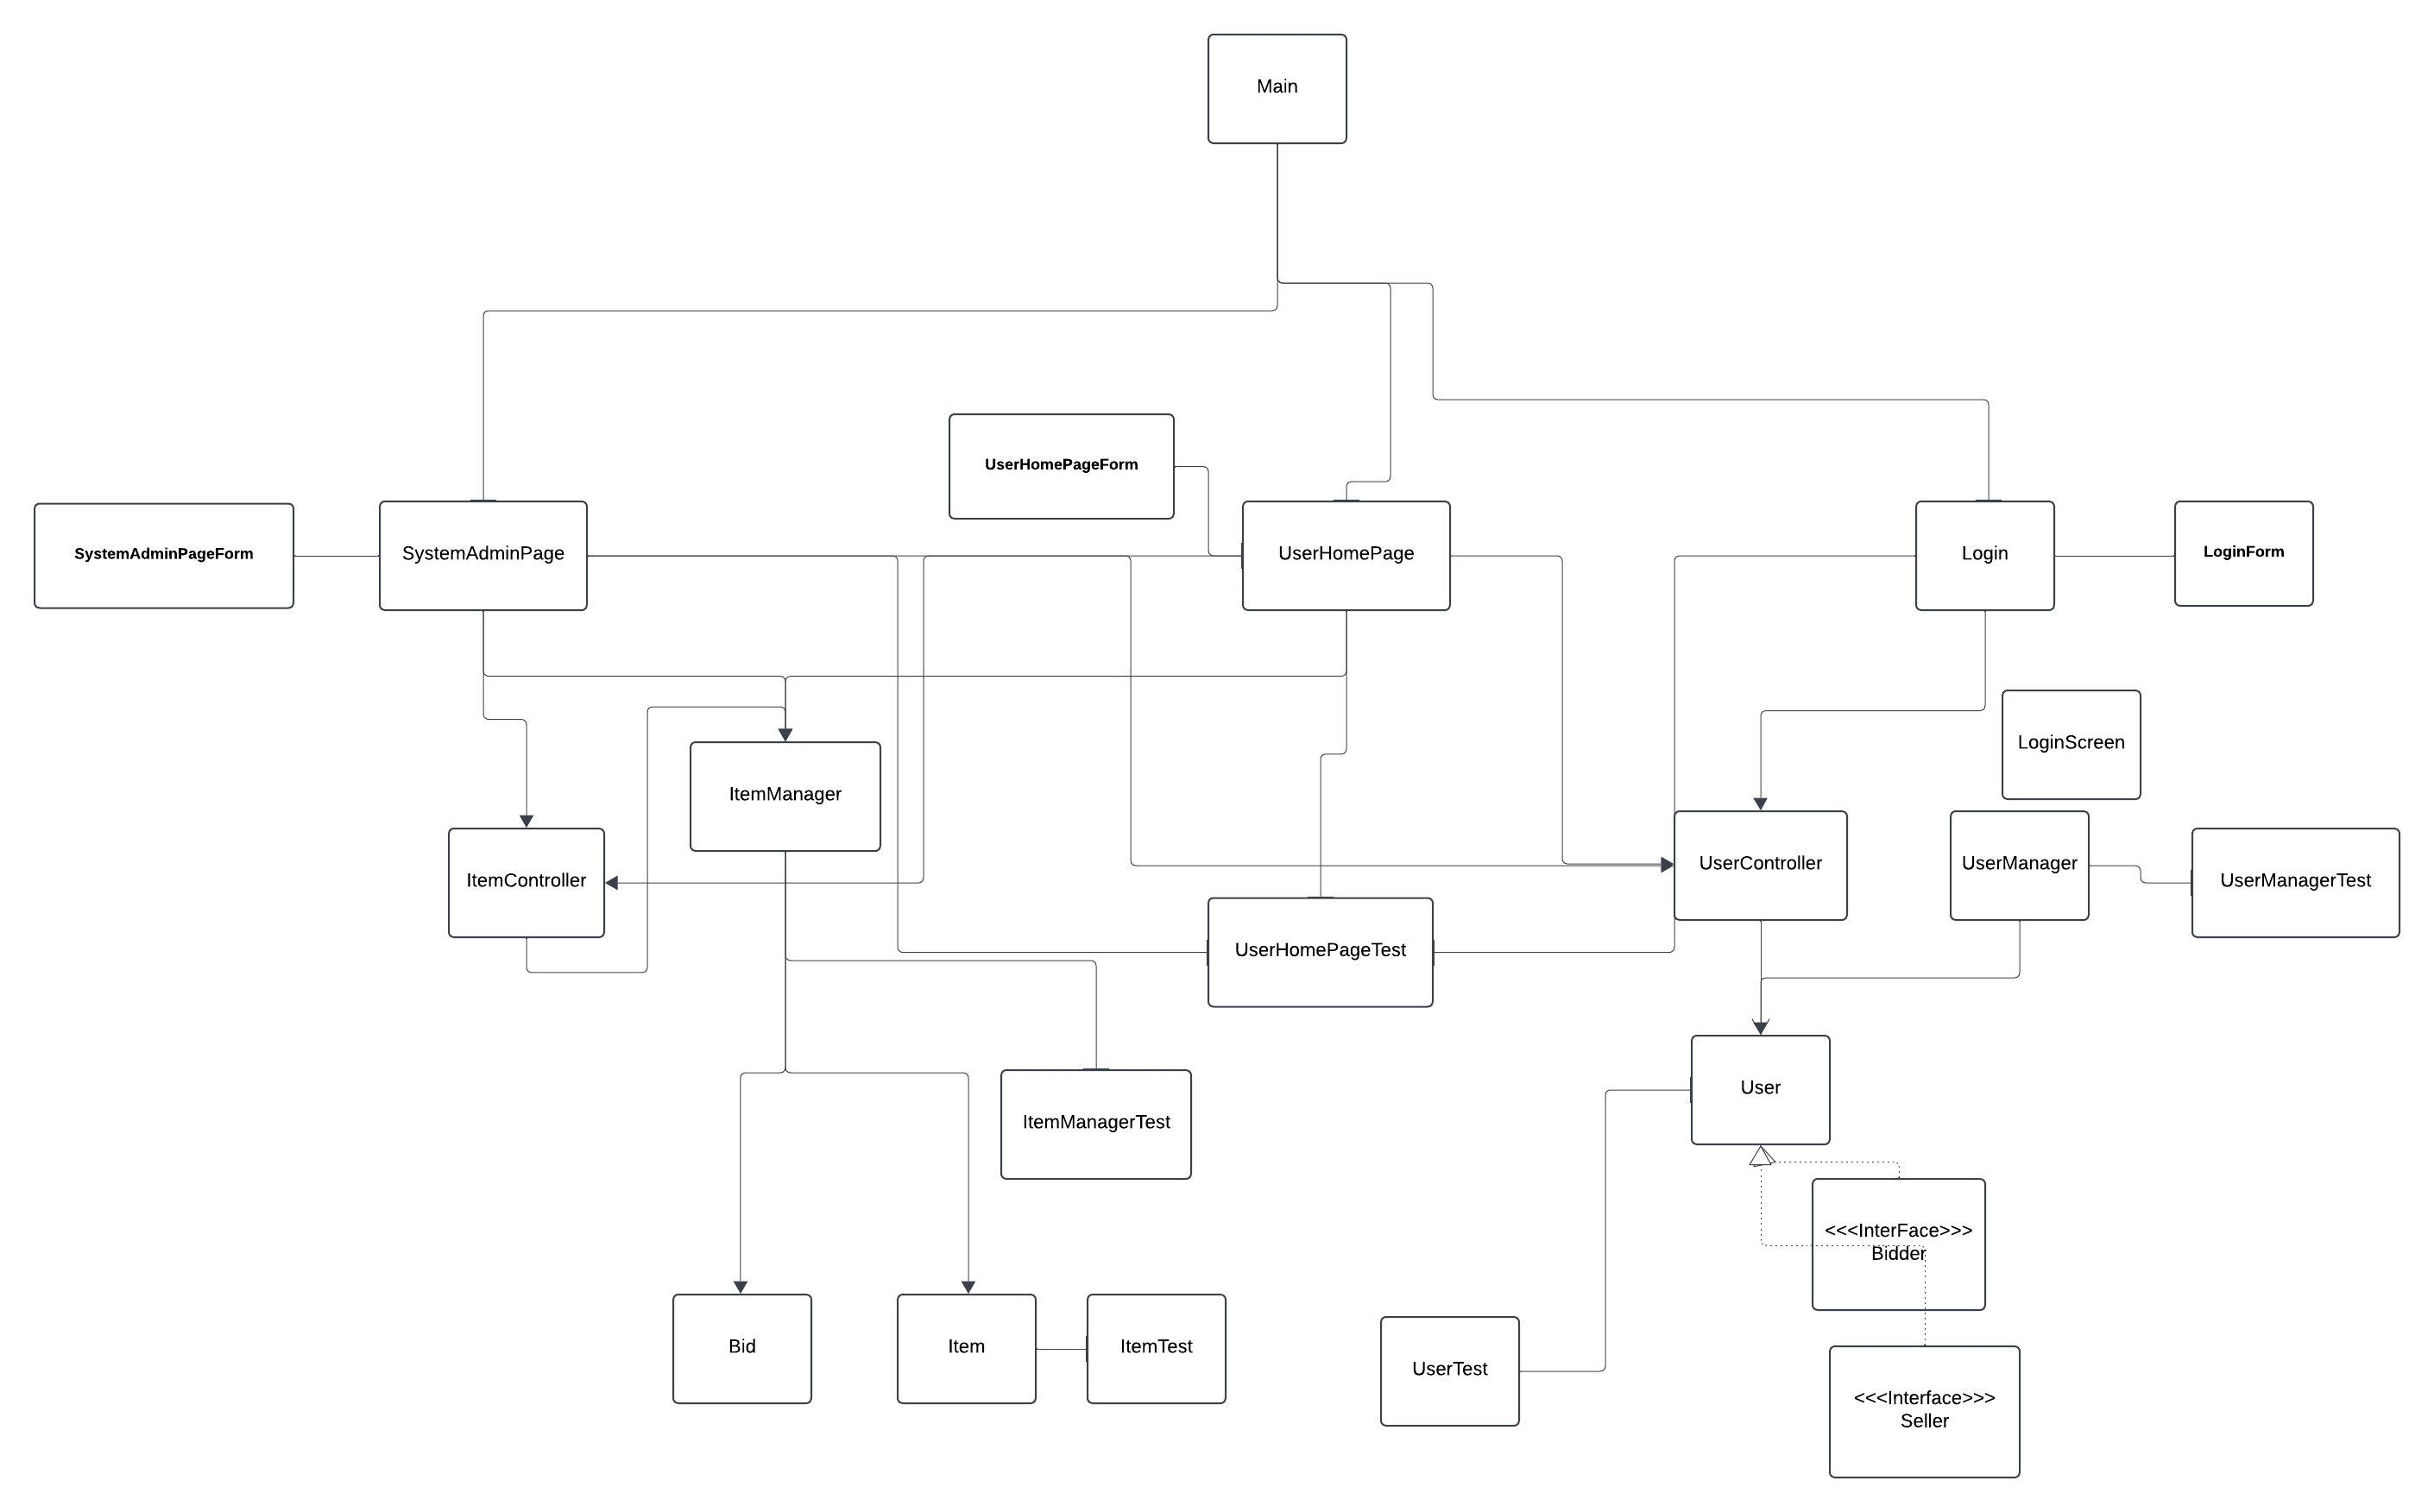 Main
UserHomePageForm
SystemAdminPageForm
SystemAdminPage
UserHomePage
Login
LoginForm
LoginScreen
ItemManager
ItemController
UserController
UserManager
UserManagerTest
UserHomePageTest
User
ItemManagerTest
<<<InterFace>>>
Bidder
Bid
Item
ItemTest
UserTest
<<<Interface>>>
Seller